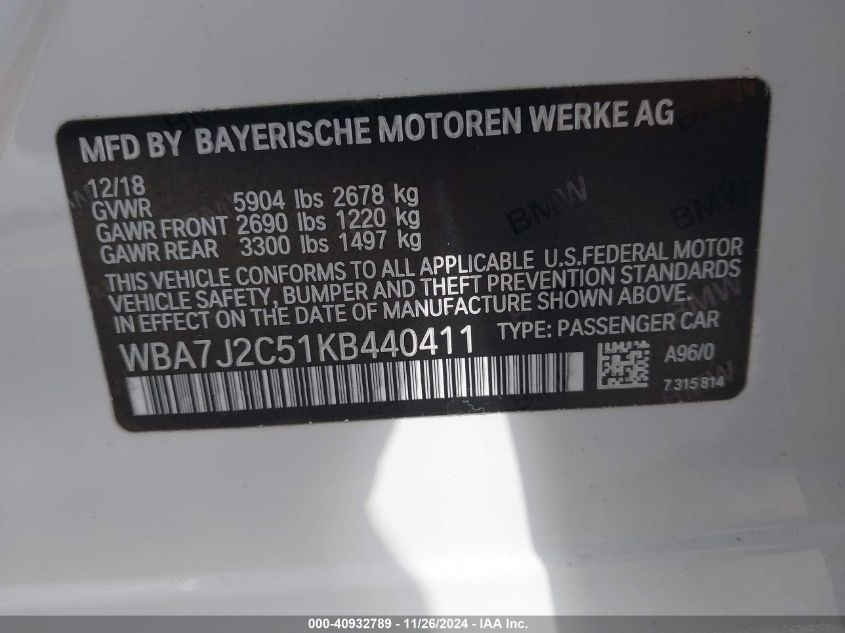 MFD BY BAYERISCHE MOTOREN WERKE AG
12/18
GVWR 5904 lbs 2678 kg
GAWR FRONT 2690 lbs 1220 kg
GAWR REAR 3300 lbs 1497 kg
THIS VEHICLE CONFORMS TO ALL APPLICABLE U.S.FEDERAL MOTOR
VEHICLE SAFETY, BUMPER AND THEFT PREVENTION STANDARDS
IN EFFECT ON THE DATE OF MANUFACTURE SHOWN ABOVE.
WBA7J2C51KB440411 TYPE: PASSENGER CAR
A96/0
7 315 814
BMW
BMW
BMW
000-40932789 - 11/26/2024 - IAA Inc.